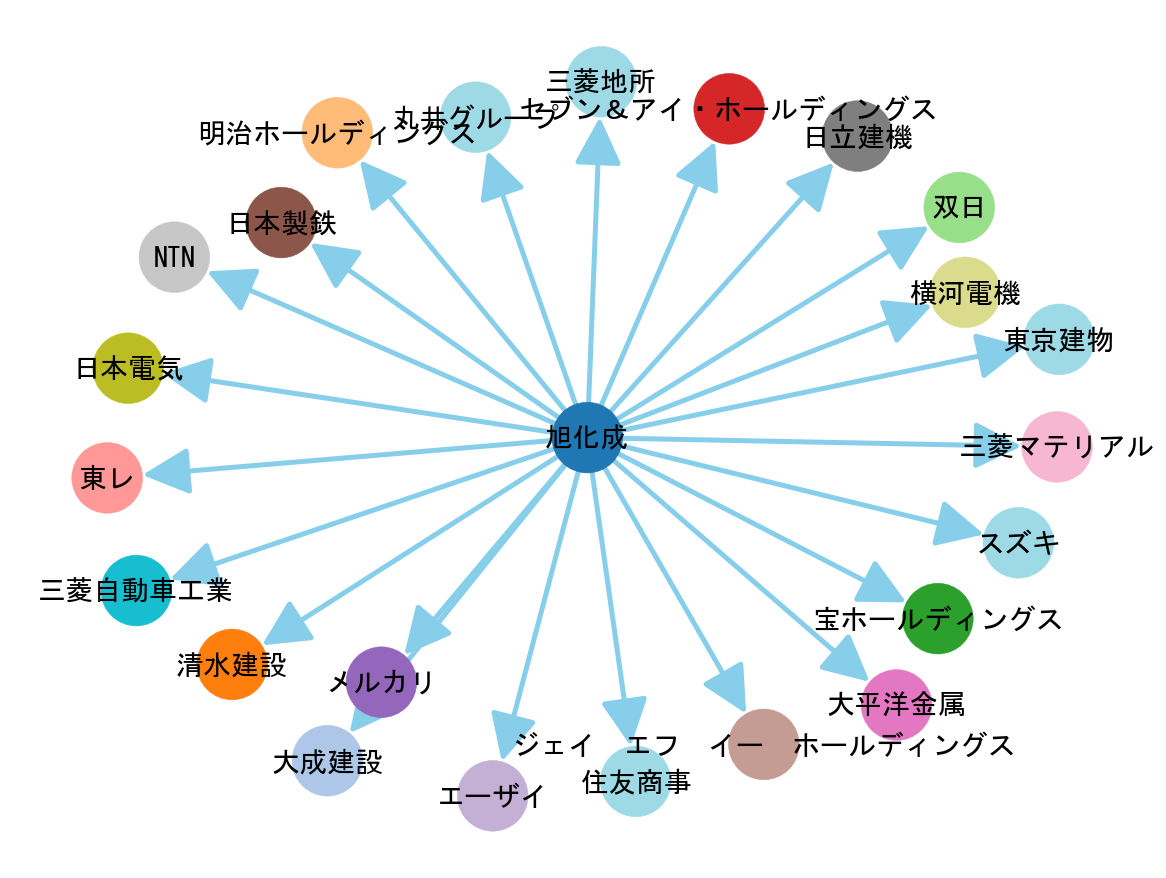 三菱地所
セブン＆アイ・ホールディングス
丸井グループ
明治ホールディングス
日立建機
双日
日本製鉄
NTN
横河電機
東京建物
日本電気
旭化成
三菱マテリアル
東レ
スズキ
三菱自動車工業
宝ホールディングス
清水建設
メルカリ
大平洋金属
ジェイ　エフ　イー　ホールディングス
大成建設
住友商事
エーザイ